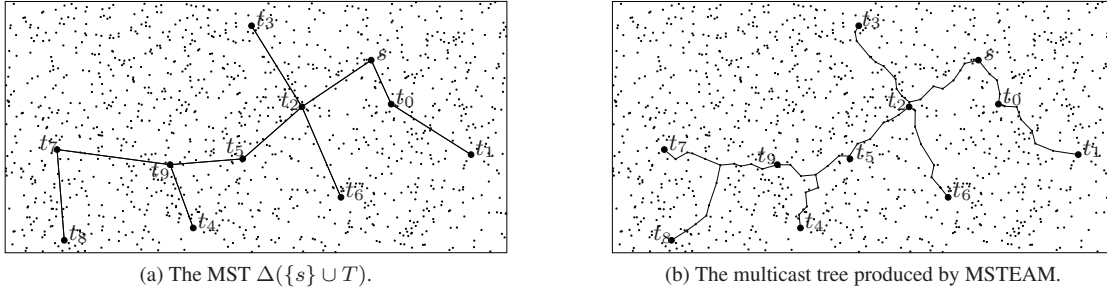 t3 s t2 t0 t7 t5 t1 t9 t6 t8 t4
t3 s t2 t0 t7 t9 t5 t1 t6 t8 t4
(a) The MST Δ({s} ∪ T).
(b) The multicast tree produced by MSTEAM.